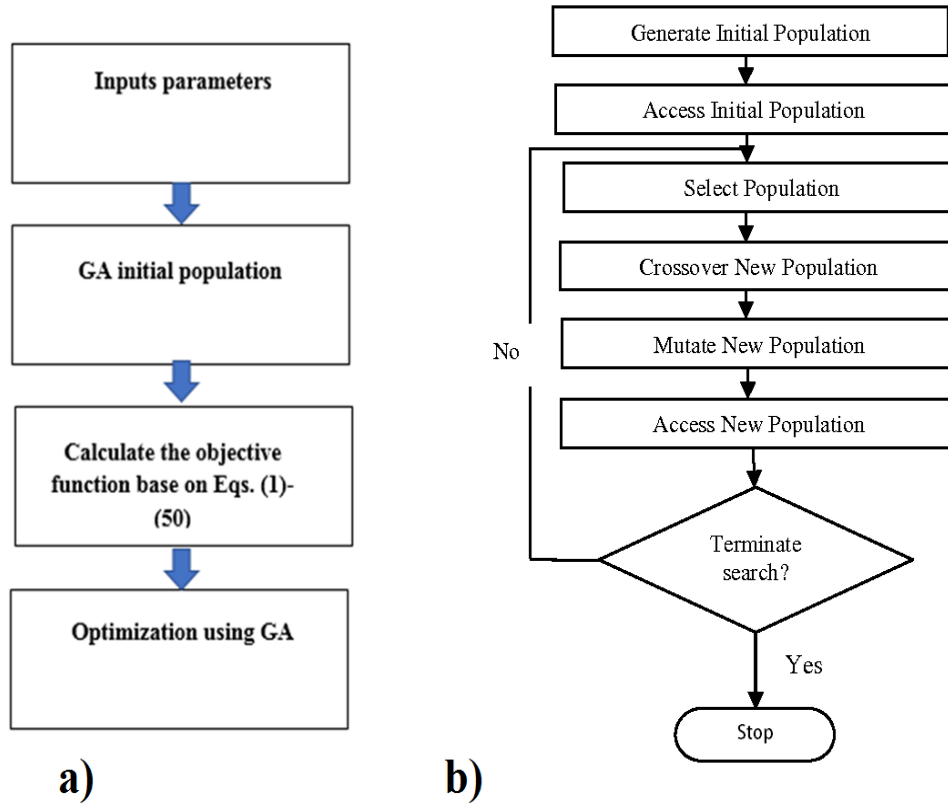 Inputs parameters
GA initial population
Calculate the objective
function base on Eqs. (1)-
(50)
Optimization using GA
a)
Generate Initial Population
Access Initial Population
Select Population
Crossover New Population
Mutate New Population
No
Access New Population
Terminate
search?
Yes
Stop
b)